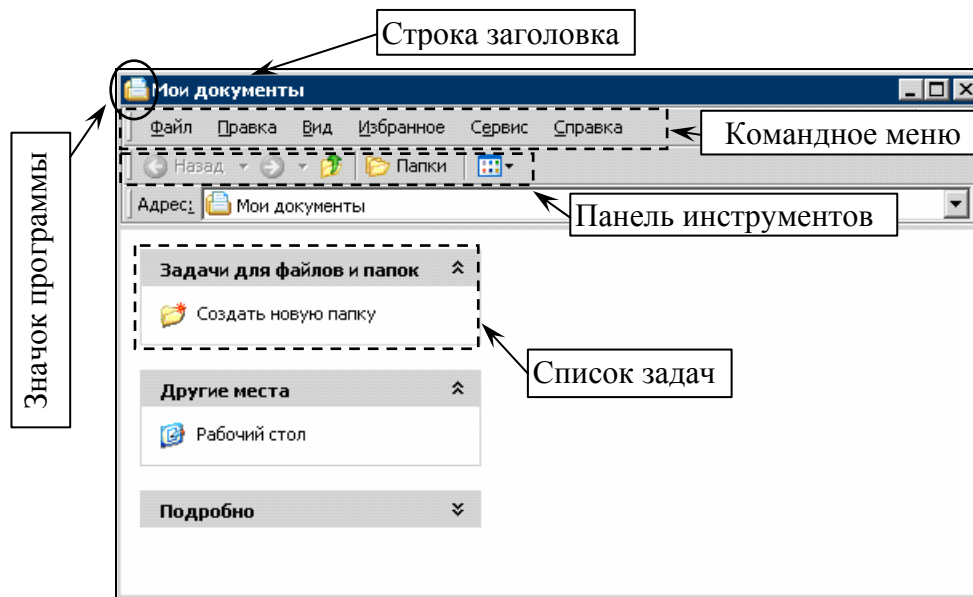 Строка заголовка
Мои документы
Файл Правка Вид Избранное Сервис Справка
Командное меню
Назад Папки
Адрес: Мои документы
Панель инструментов
Значок программы
Задачи для файлов и папок
Создать новую папку
Список задач
Другие места
Рабочий стол
Подробно